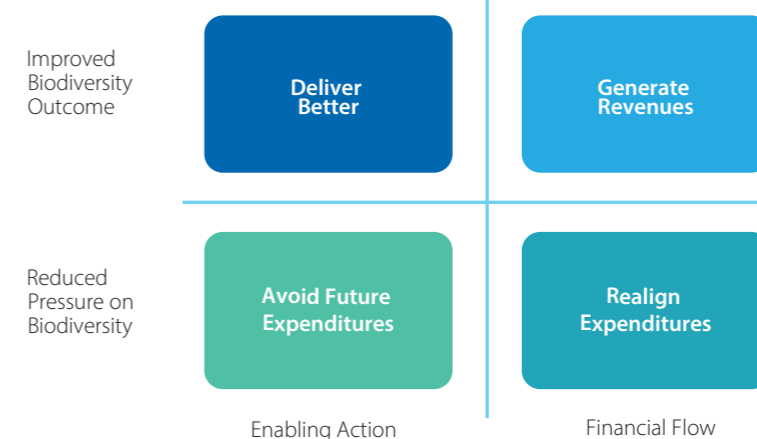 Improved
Biodiversity
Outcome
Deliver
Better
Generate
Revenues
Reduced
Pressure on
Biodiversity
Avoid Future
Expenditures
Realign
Expenditures
Enabling Action
Financial Flow